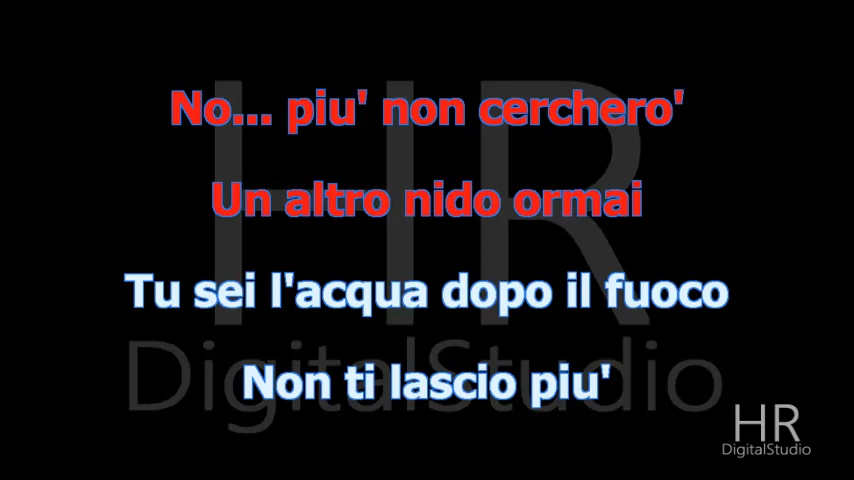 No... piu' non cerchero'
Un altro nido ormai
Tu sei l'acqua dopo il fuoco
Non ti lascio piu'
HR
DigitalStudio
HR
DigitalStudio